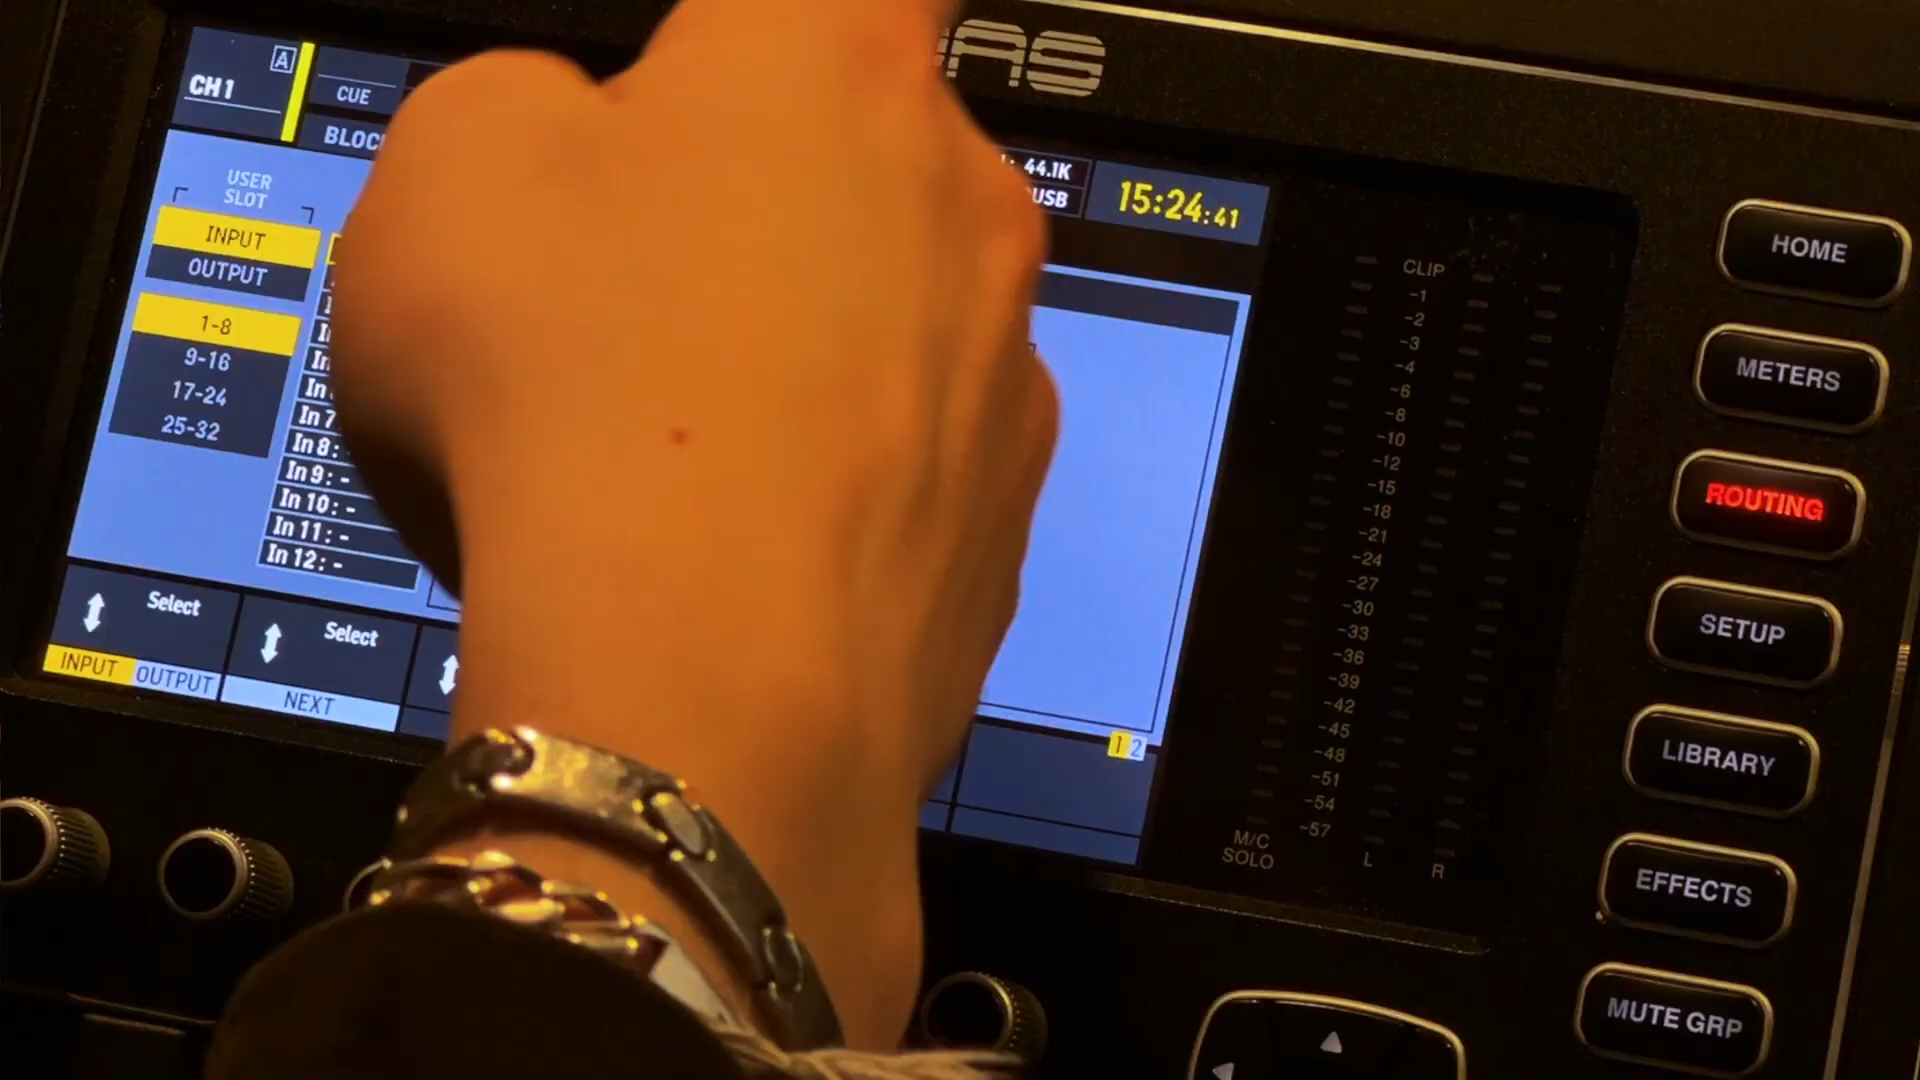 A
CH1
CUE
44.1K
USB
15:24:41
USER
SLOT
INPUT
OUTPUT
1-8
9-16
17-24
25-32
In 7
In 8: -
In 9: -
In 10: -
In 11: -
In 12: -
Select
INPUT OUTPUT
Select
NEXT
1 2
CLIP
-1
-2
-3
-4
-6
-8
-10
-12
-15
-18
-21
-24
-27
-30
-33
-36
-39
-42
-45
-48
-51
-54
-57
M/C
SOLO
L
R
HOME
METERS
ROUTING
SETUP
LIBRARY
EFFECTS
MUTE GRP